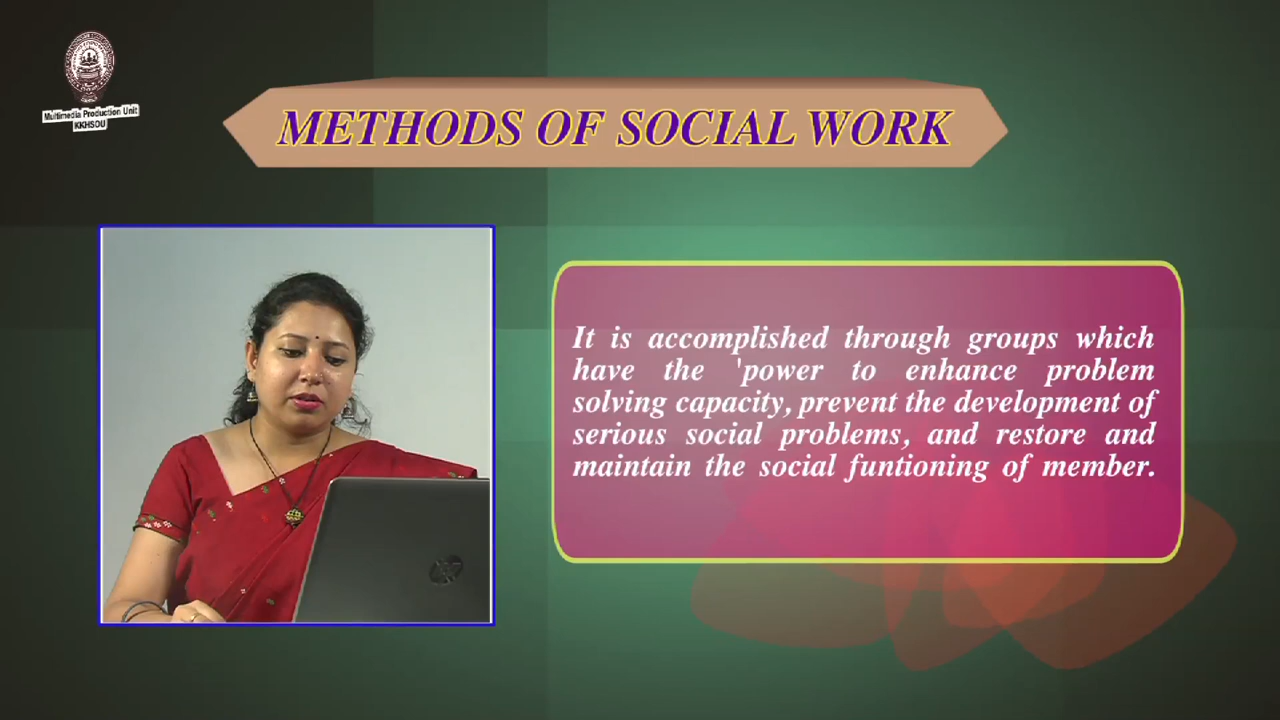 Multimedia Production Unit
KKHSOU
METHODS OF SOCIAL WORK
It is accomplished through groups which
have the 'power to enhance problem
solving capacity, prevent the development of
serious social problems, and restore and
maintain the social funtioning of member.